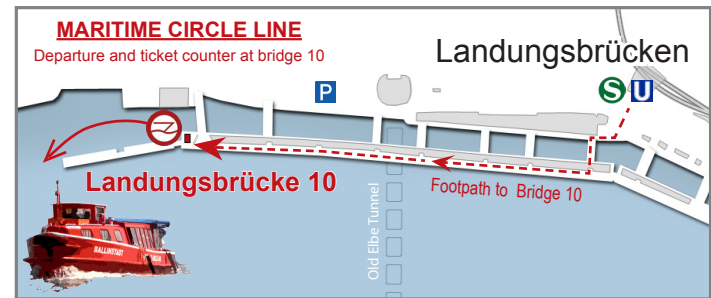 MARITIME CIRCLE LINE
Departure and ticket counter at bridge 10
Landungsbrücken
P
S U
Landungsbrücke 10
Footpath to Bridge 10
Old Elbe Tunnel
BALLINSTADT